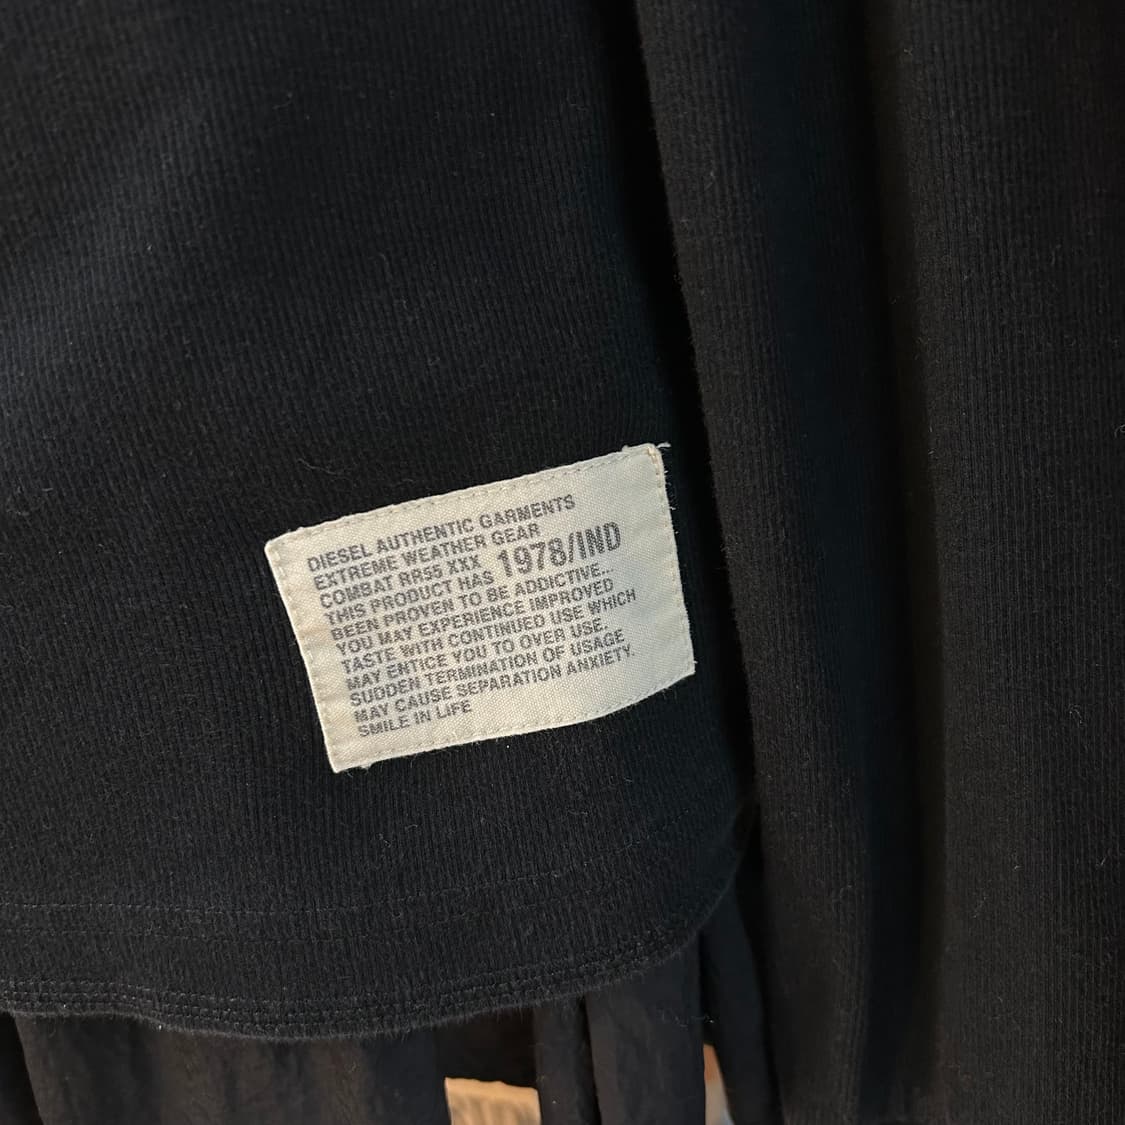 DIESEL AUTHENTIC GARMENTS
EXTREME WEATHER GEAR
COMBAT RR55 XXX 1978/IND
THIS PRODUCT HAS
BEEN PROVEN TO BE ADDICTIVE...
YOU MAY EXPERIENCE IMPROVED
TASTE WITH CONTINUED USE WHICH
MAY ENTICE YOU TO OVER USE.
SUDDEN TERMINATION OF USAGE
MAY CAUSE SEPARATION ANXIETY.
SMILE IN LIFE